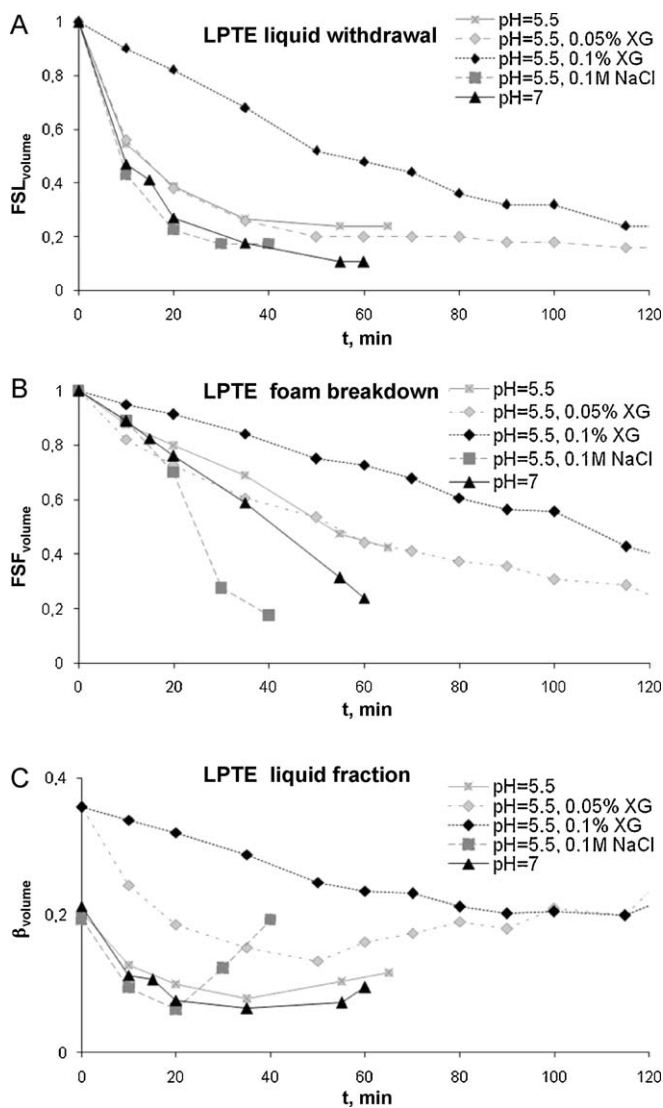 A
LPTE liquid withdrawal
pH=5.5
pH=5.5, 0.05% XG
pH=5.5, 0.1% XG
pH=5.5, 0.1M NaCl
pH=7
1
0,8
0,6
0,4
0,2
0
FSLvolume
0 20 40 60 80 100 120
t, min
B
LPTE foam breakdown
pH=5.5
pH=5.5, 0.05% XG
pH=5.5, 0.1% XG
pH=5.5, 0.1M NaCl
pH=7
1
0,8
0,6
0,4
0,2
0
FSFvolume
0 20 40 60 80 100 120
t, min
C
LPTE liquid fraction
pH=5.5
pH=5.5, 0.05% XG
pH=5.5, 0.1% XG
pH=5.5, 0.1M NaCl
pH=7
0,4
0,2
0
βvolume
0 20 40 60 80 100 120
t, min